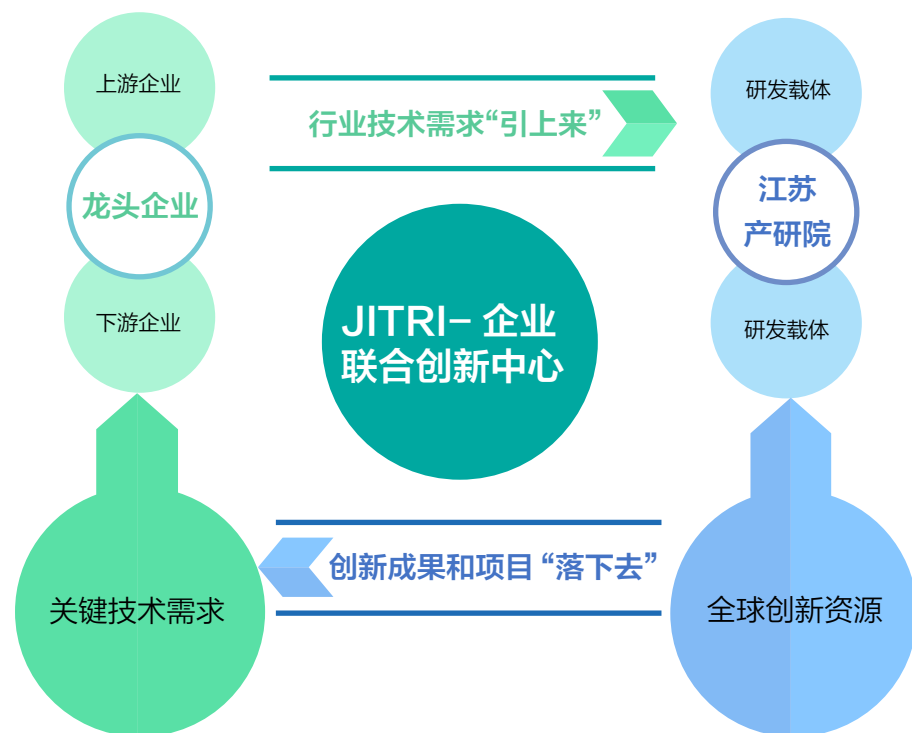 上游企业
龙头企业
下游企业
关键技术需求
行业技术需求“引上来”
JITRI- 企业
联合创新中心
创新成果和项目 “落下去”
研发载体
江苏
产研院
研发载体
全球创新资源